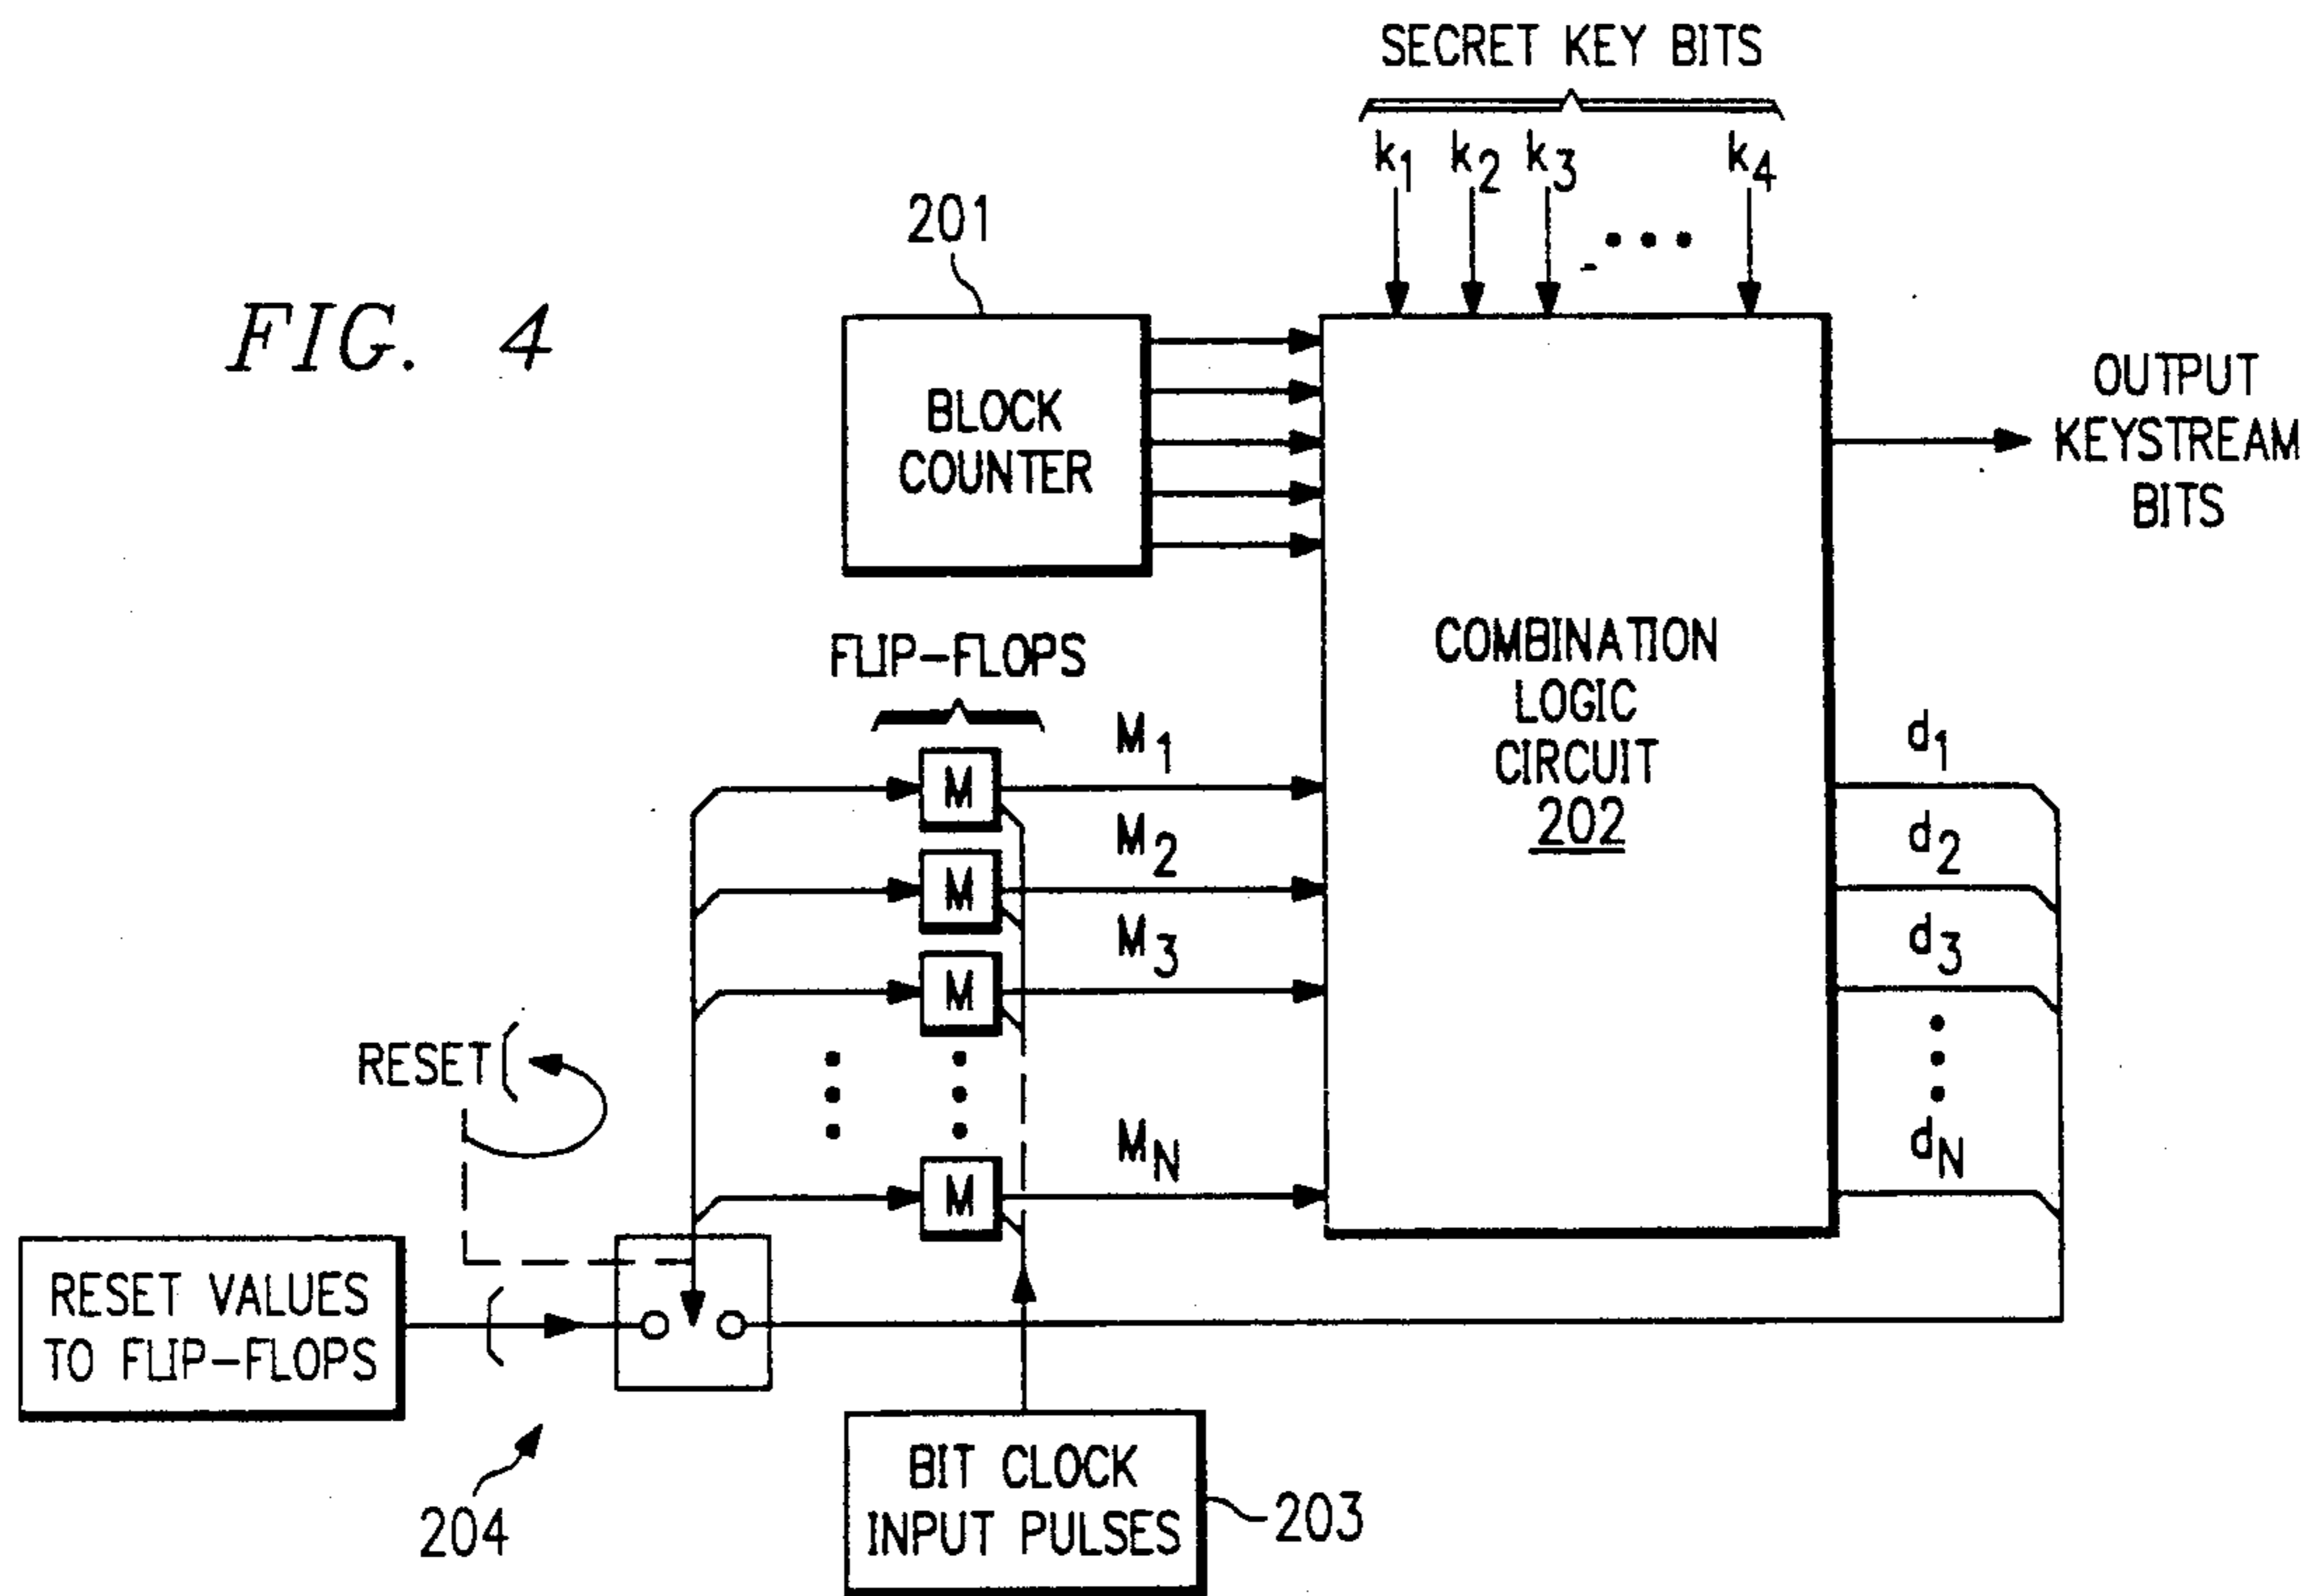 SECRET KEY BITS
k1 k2 k3 k4
201
FIG. 4
BLOCK
COUNTER
OUTPUT
KEYSTREAM
BITS
FLIP-FLOPS
COMBINATION
LOGIC
CIRCUIT
202
M
M1
M
M2
M
M3
M
MN
d1
d2
d3
dN
RESET
RESET VALUES
TO FLIP-FLOPS
204
BIT CLOCK
INPUT PULSES
203